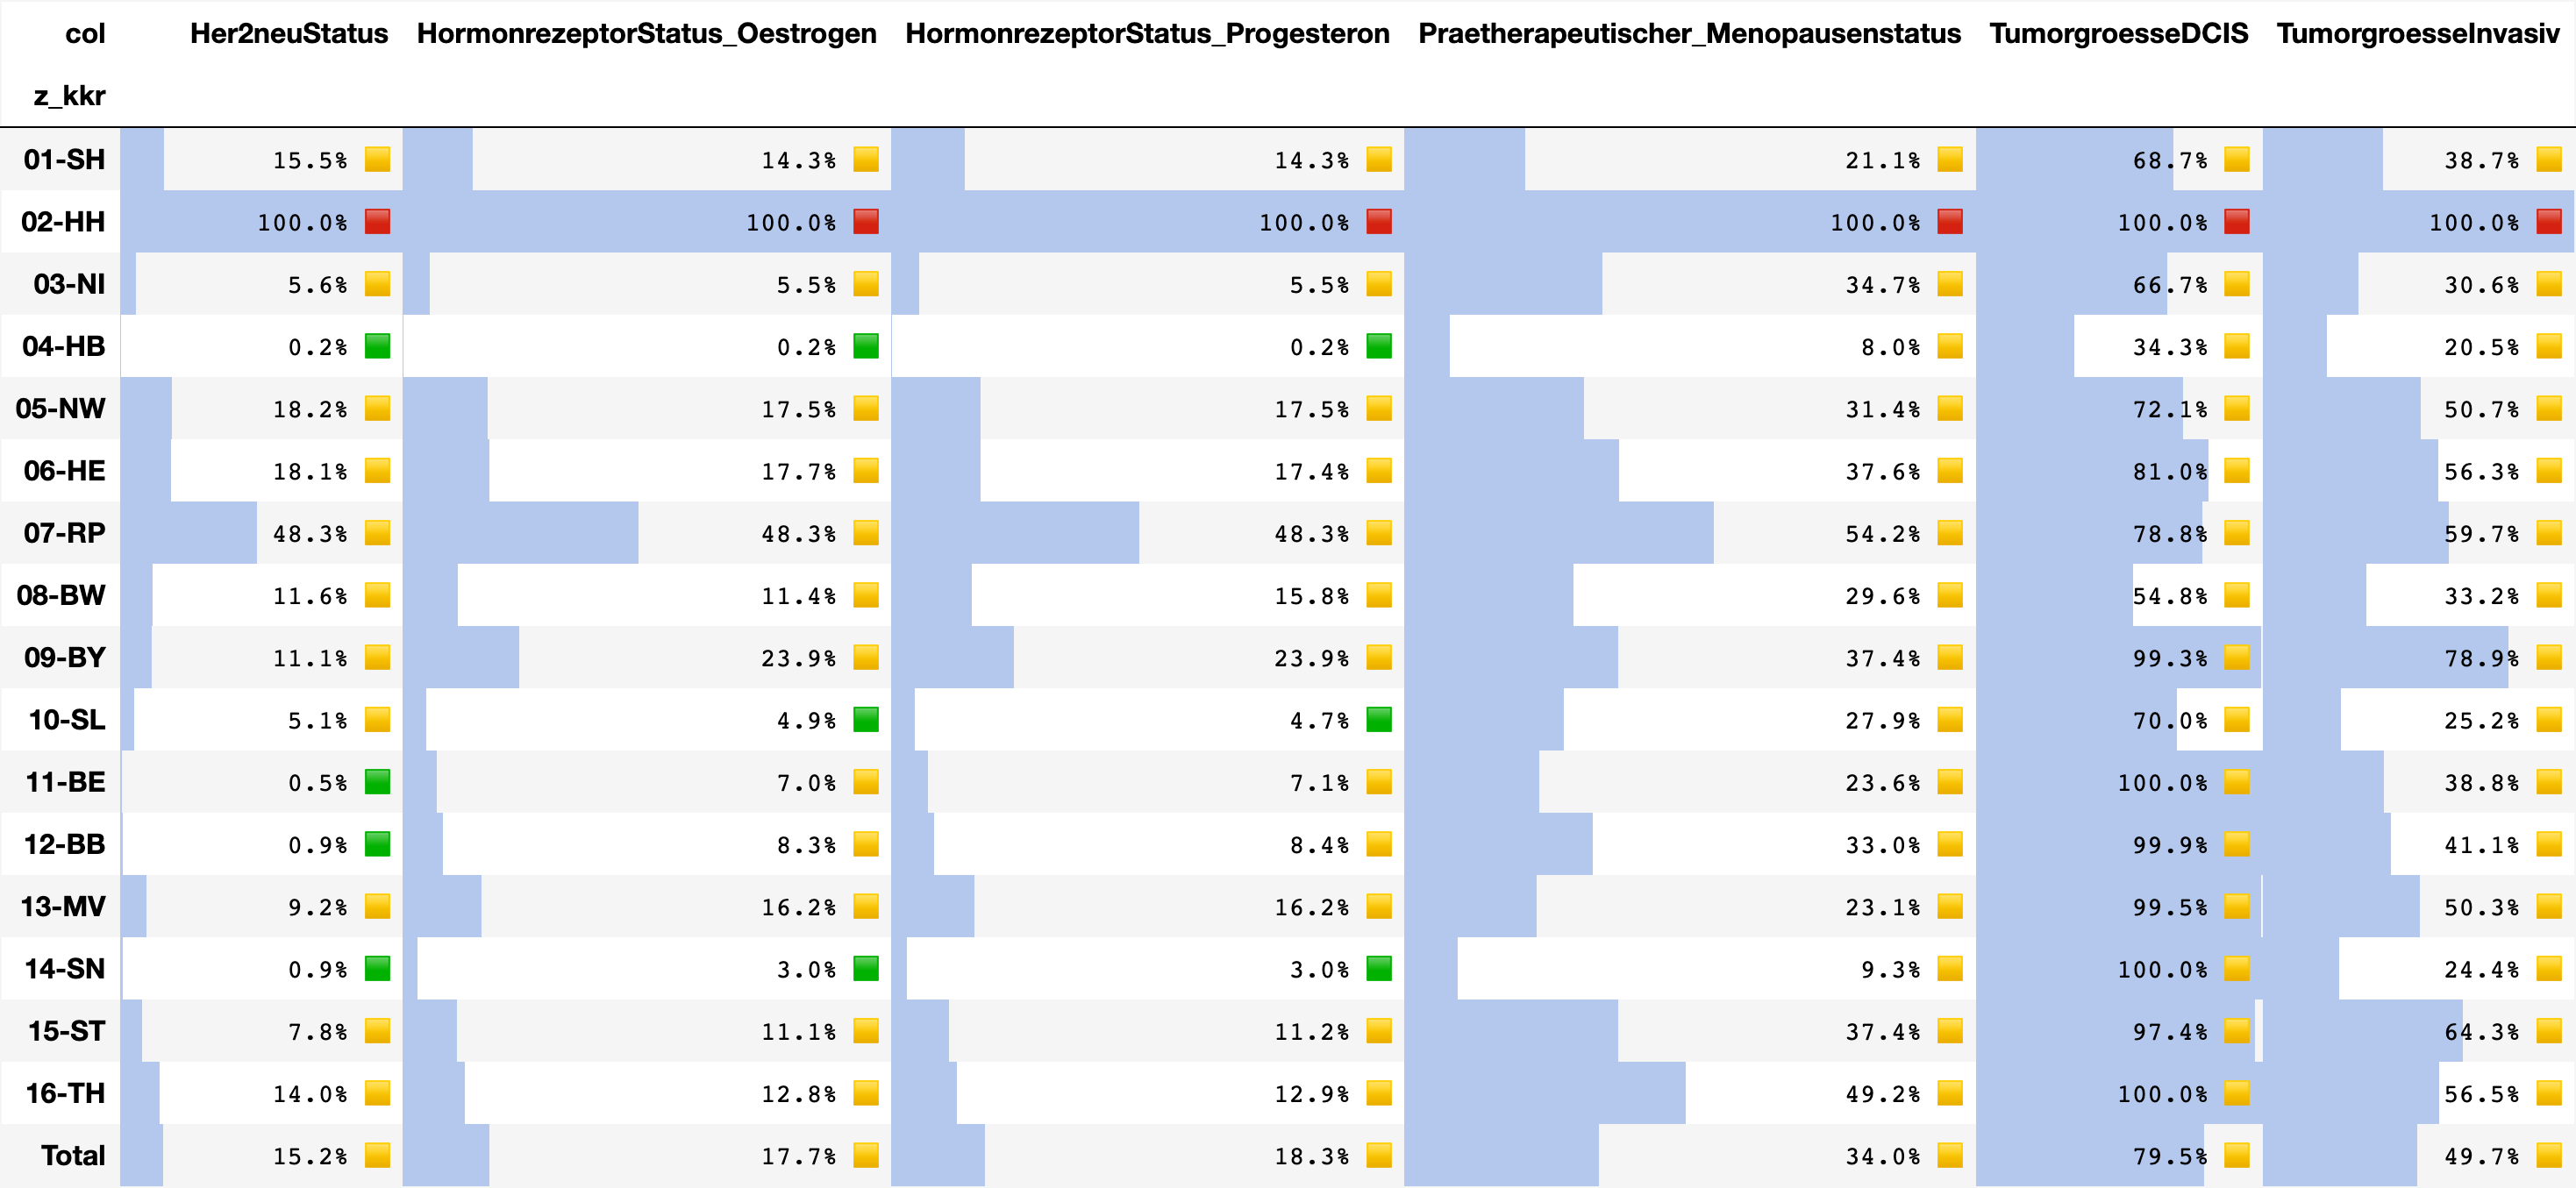 col Her2neuStatus HormonrezeptorStatus_Oestrogen HormonrezeptorStatus_Progesteron Praetherapeutischer_Menopausenstatus TumorgroesseDCIS TumorgroesseInvasiv
z_kkr
01-SH 15.5% 14.3% 14.3% 21.1% 68.7% 38.7%
02-HH 100.0% 100.0% 100.0% 100.0% 100.0% 100.0%
03-NI 5.6% 5.5% 5.5% 34.7% 66.7% 30.6%
04-HB 0.2% 0.2% 0.2% 8.0% 34.3% 20.5%
05-NW 18.2% 17.5% 17.5% 31.4% 72.1% 50.7%
06-HE 18.1% 17.7% 17.4% 37.6% 81.0% 56.3%
07-RP 48.3% 48.3% 48.3% 54.2% 78.8% 59.7%
08-BW 11.6% 11.4% 15.8% 29.6% 54.8% 33.2%
09-BY 11.1% 23.9% 23.9% 37.4% 99.3% 78.9%
10-SL 5.1% 4.9% 4.7% 27.9% 70.0% 25.2%
11-BE 0.5% 7.0% 7.1% 23.6% 100.0% 38.8%
12-BB 0.9% 8.3% 8.4% 33.0% 99.9% 41.1%
13-MV 9.2% 16.2% 16.2% 23.1% 99.5% 50.3%
14-SN 0.9% 3.0% 3.0% 9.3% 100.0% 24.4%
15-ST 7.8% 11.1% 11.2% 37.4% 97.4% 64.3%
16-TH 14.0% 12.8% 12.9% 49.2% 100.0% 56.5%
Total 15.2% 17.7% 18.3% 34.0% 79.5% 49.7%